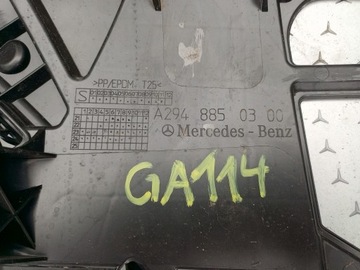 >PP/EPDM T25<
S
A294 885 03 00
Mercedes-Benz
GA114